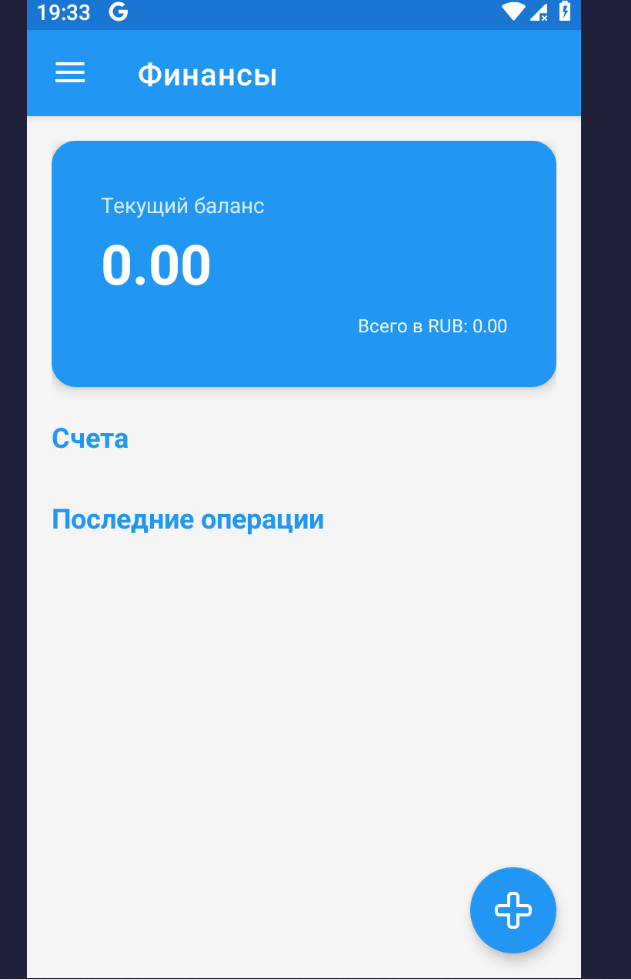 19:33
Финансы
Текущий баланс
0.00
Всего в RUB: 0.00
Счета
Последние операции